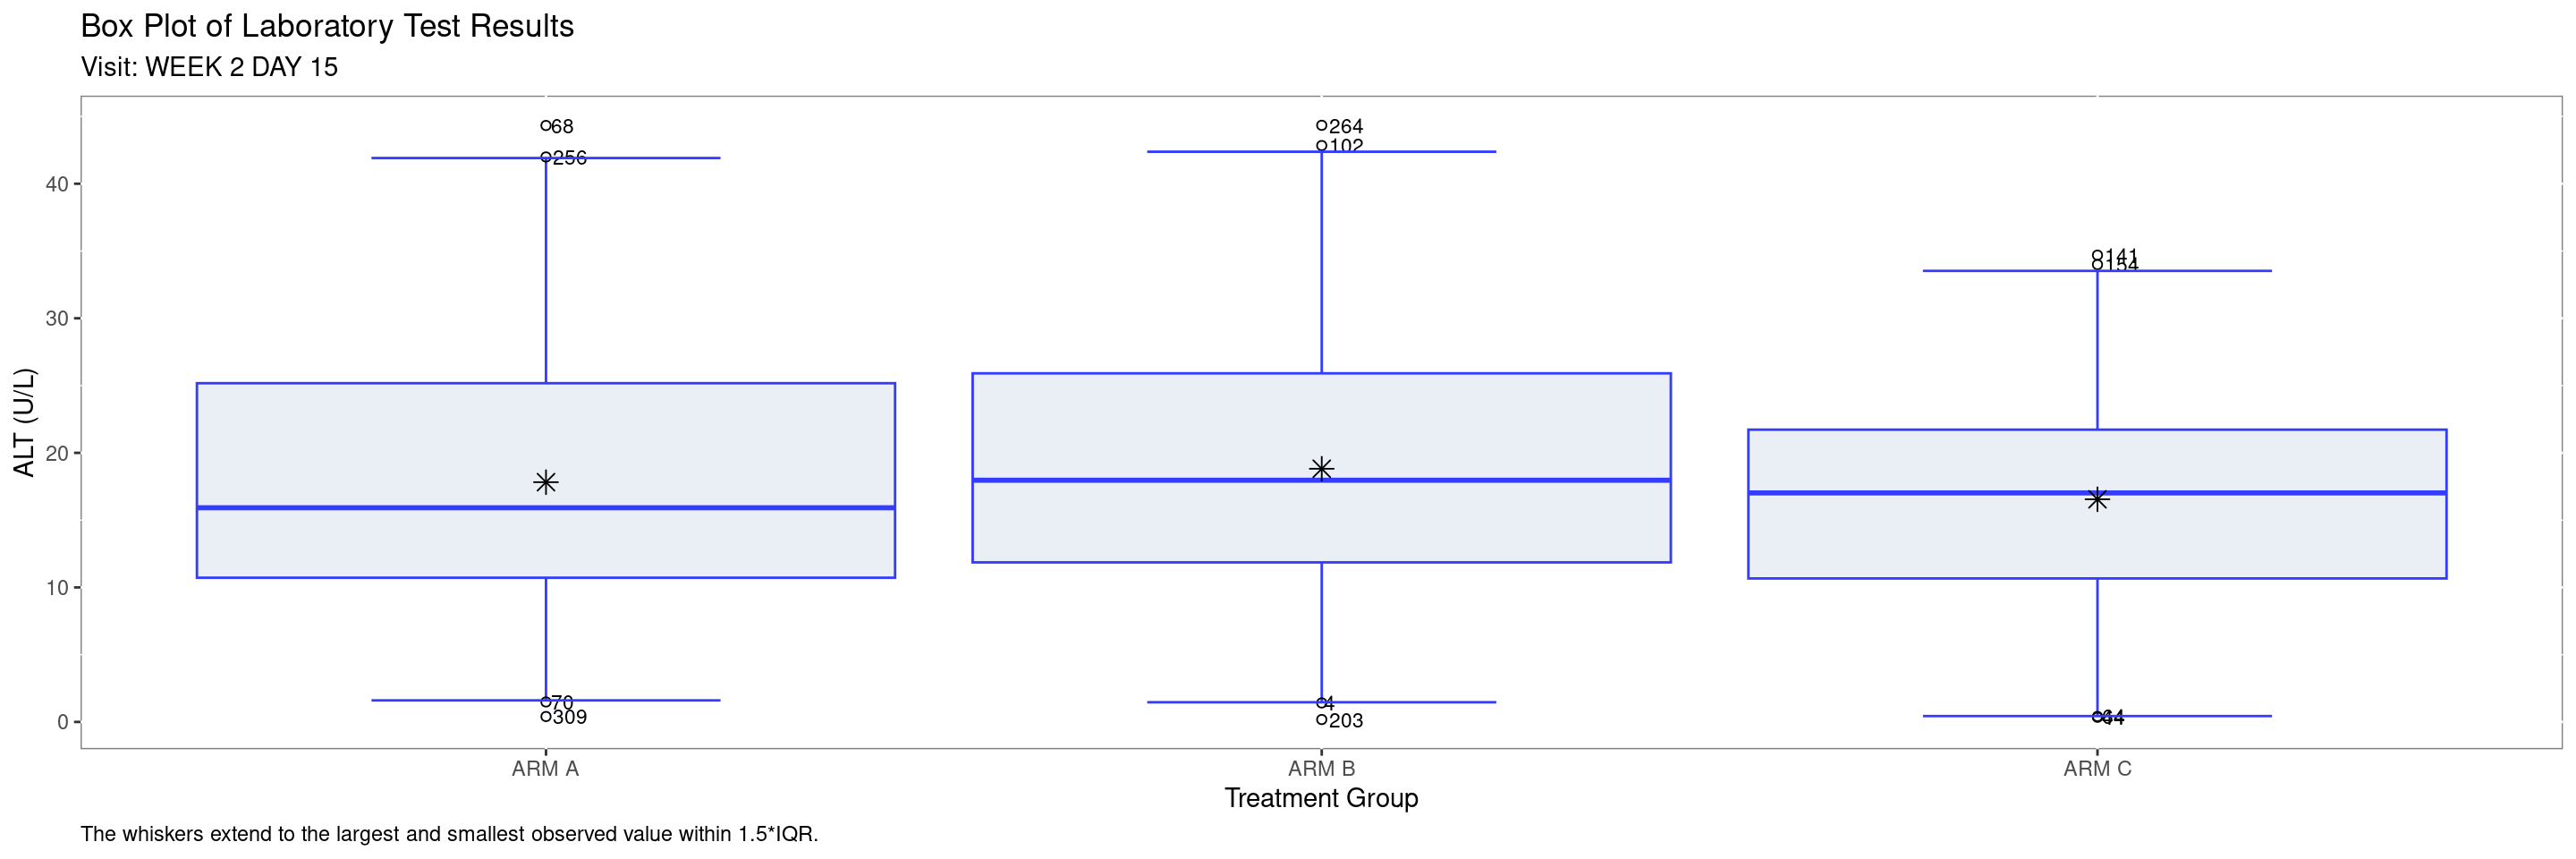 Box Plot of Laboratory Test Results
Visit: WEEK 2 DAY 15
ALT (U/L)
40
30
20
10
0
68
256
70
309
264
102
4
203
141
154
64
ARM A
ARM B
ARM C
Treatment Group
The whiskers extend to the largest and smallest observed value within 1.5*IQR.